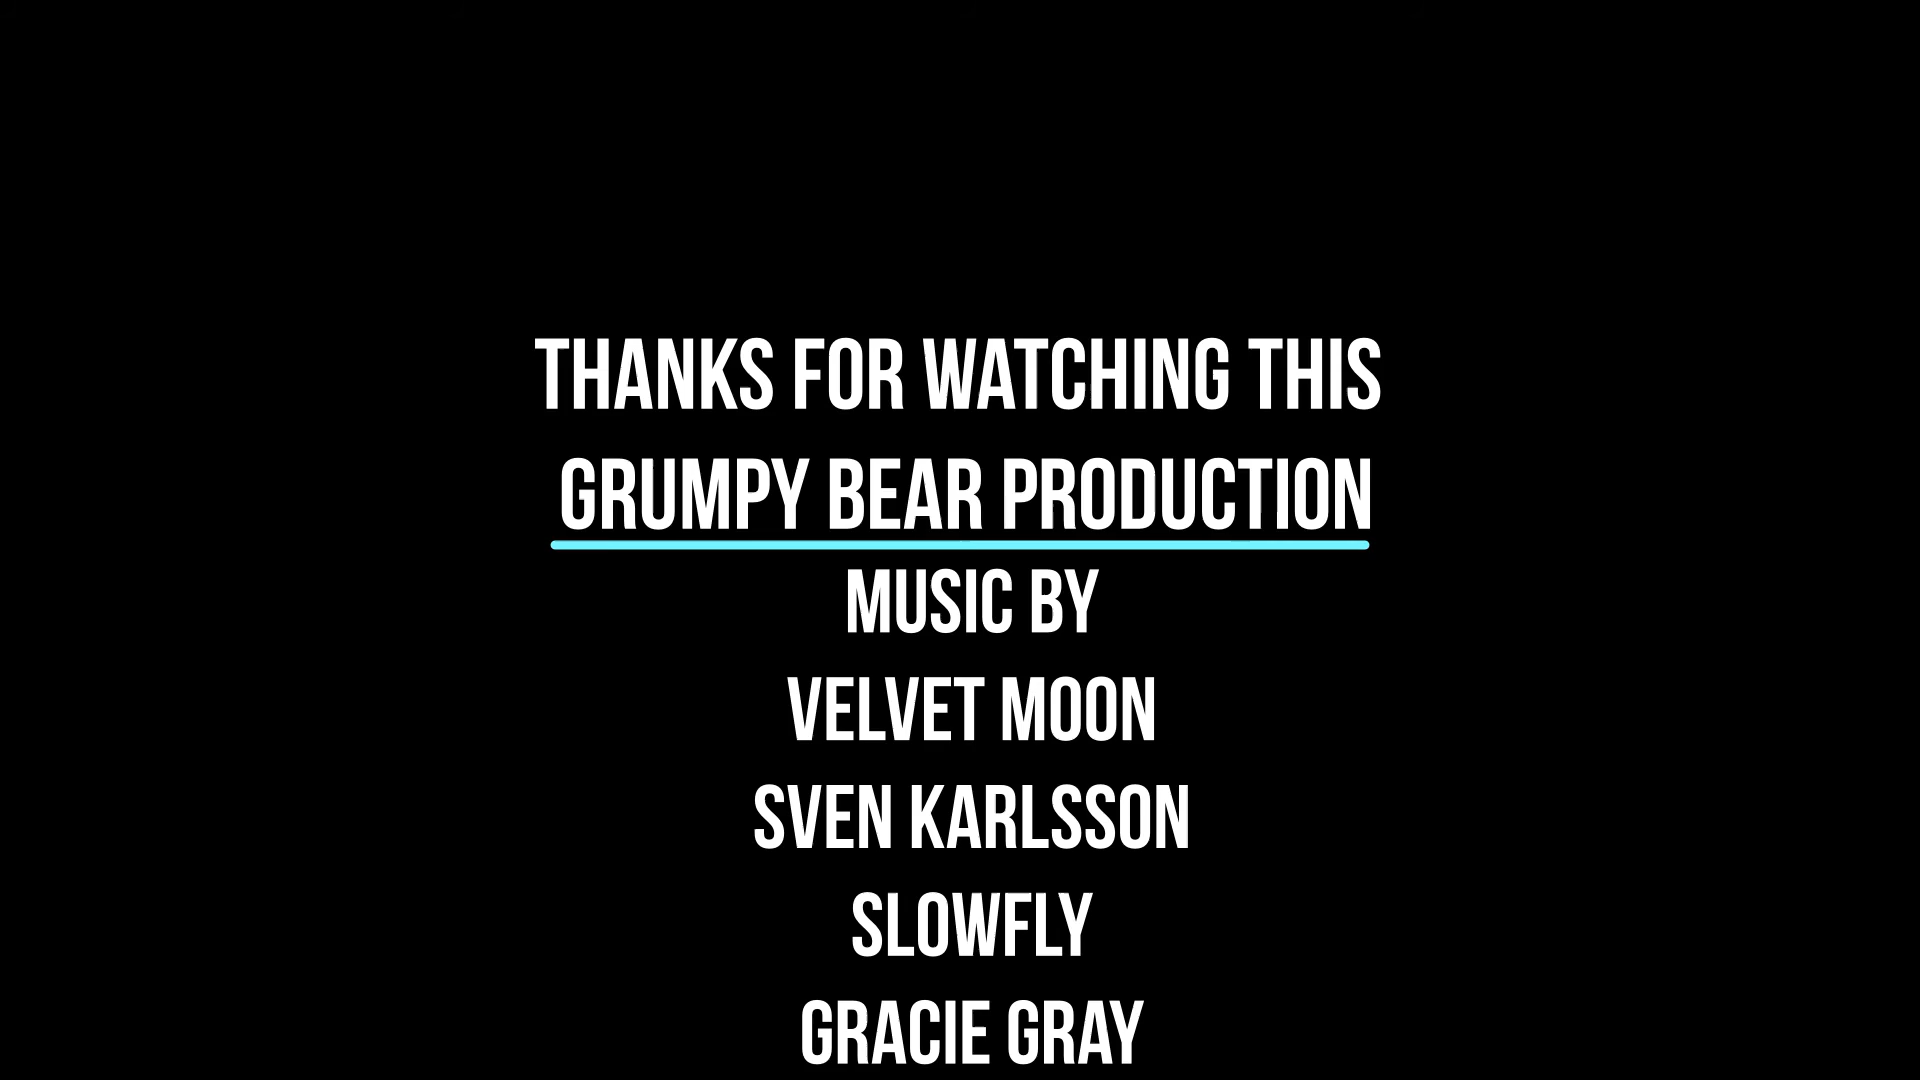 THANKS FOR WATCHING THIS
GRUMPY BEAR PRODUCTION
MUSIC BY
VELVET MOON
SVEN KARLSSON
SLOWFLY
GRACIE GRAY